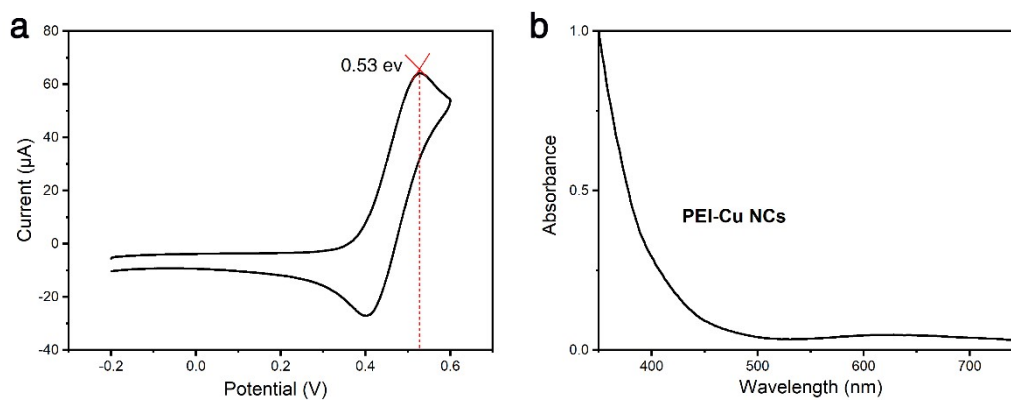 a
80
60
40
20
0
-20
-40
Current (μA)
0.53 ev
-0.2
0.0
0.2
0.4
0.6
Potential (V)
b
1.0
0.5
0.0
Absorbance
PEI-Cu NCs
400
500
600
700
Wavelength (nm)